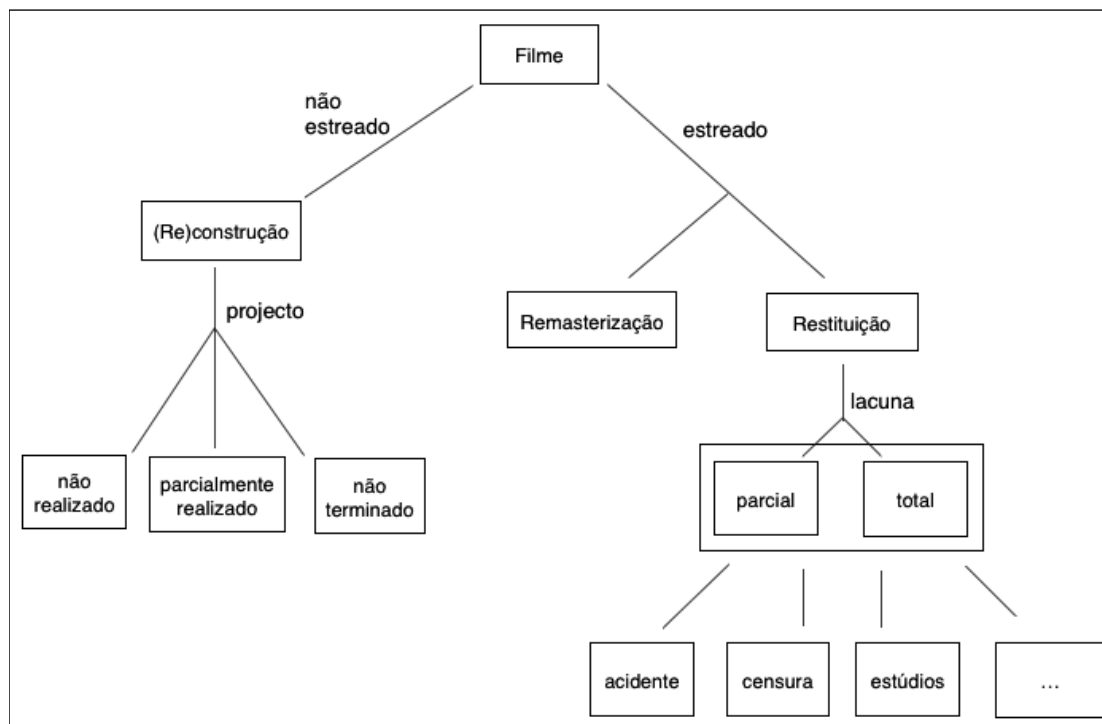 Filme
não
estreado
estreado
(Re)construção
projecto
Remasterização
Restituição
lacuna
não
realizado
parcialmente
realizado
não
terminado
parcial
total
acidente
censura
estúdios
...